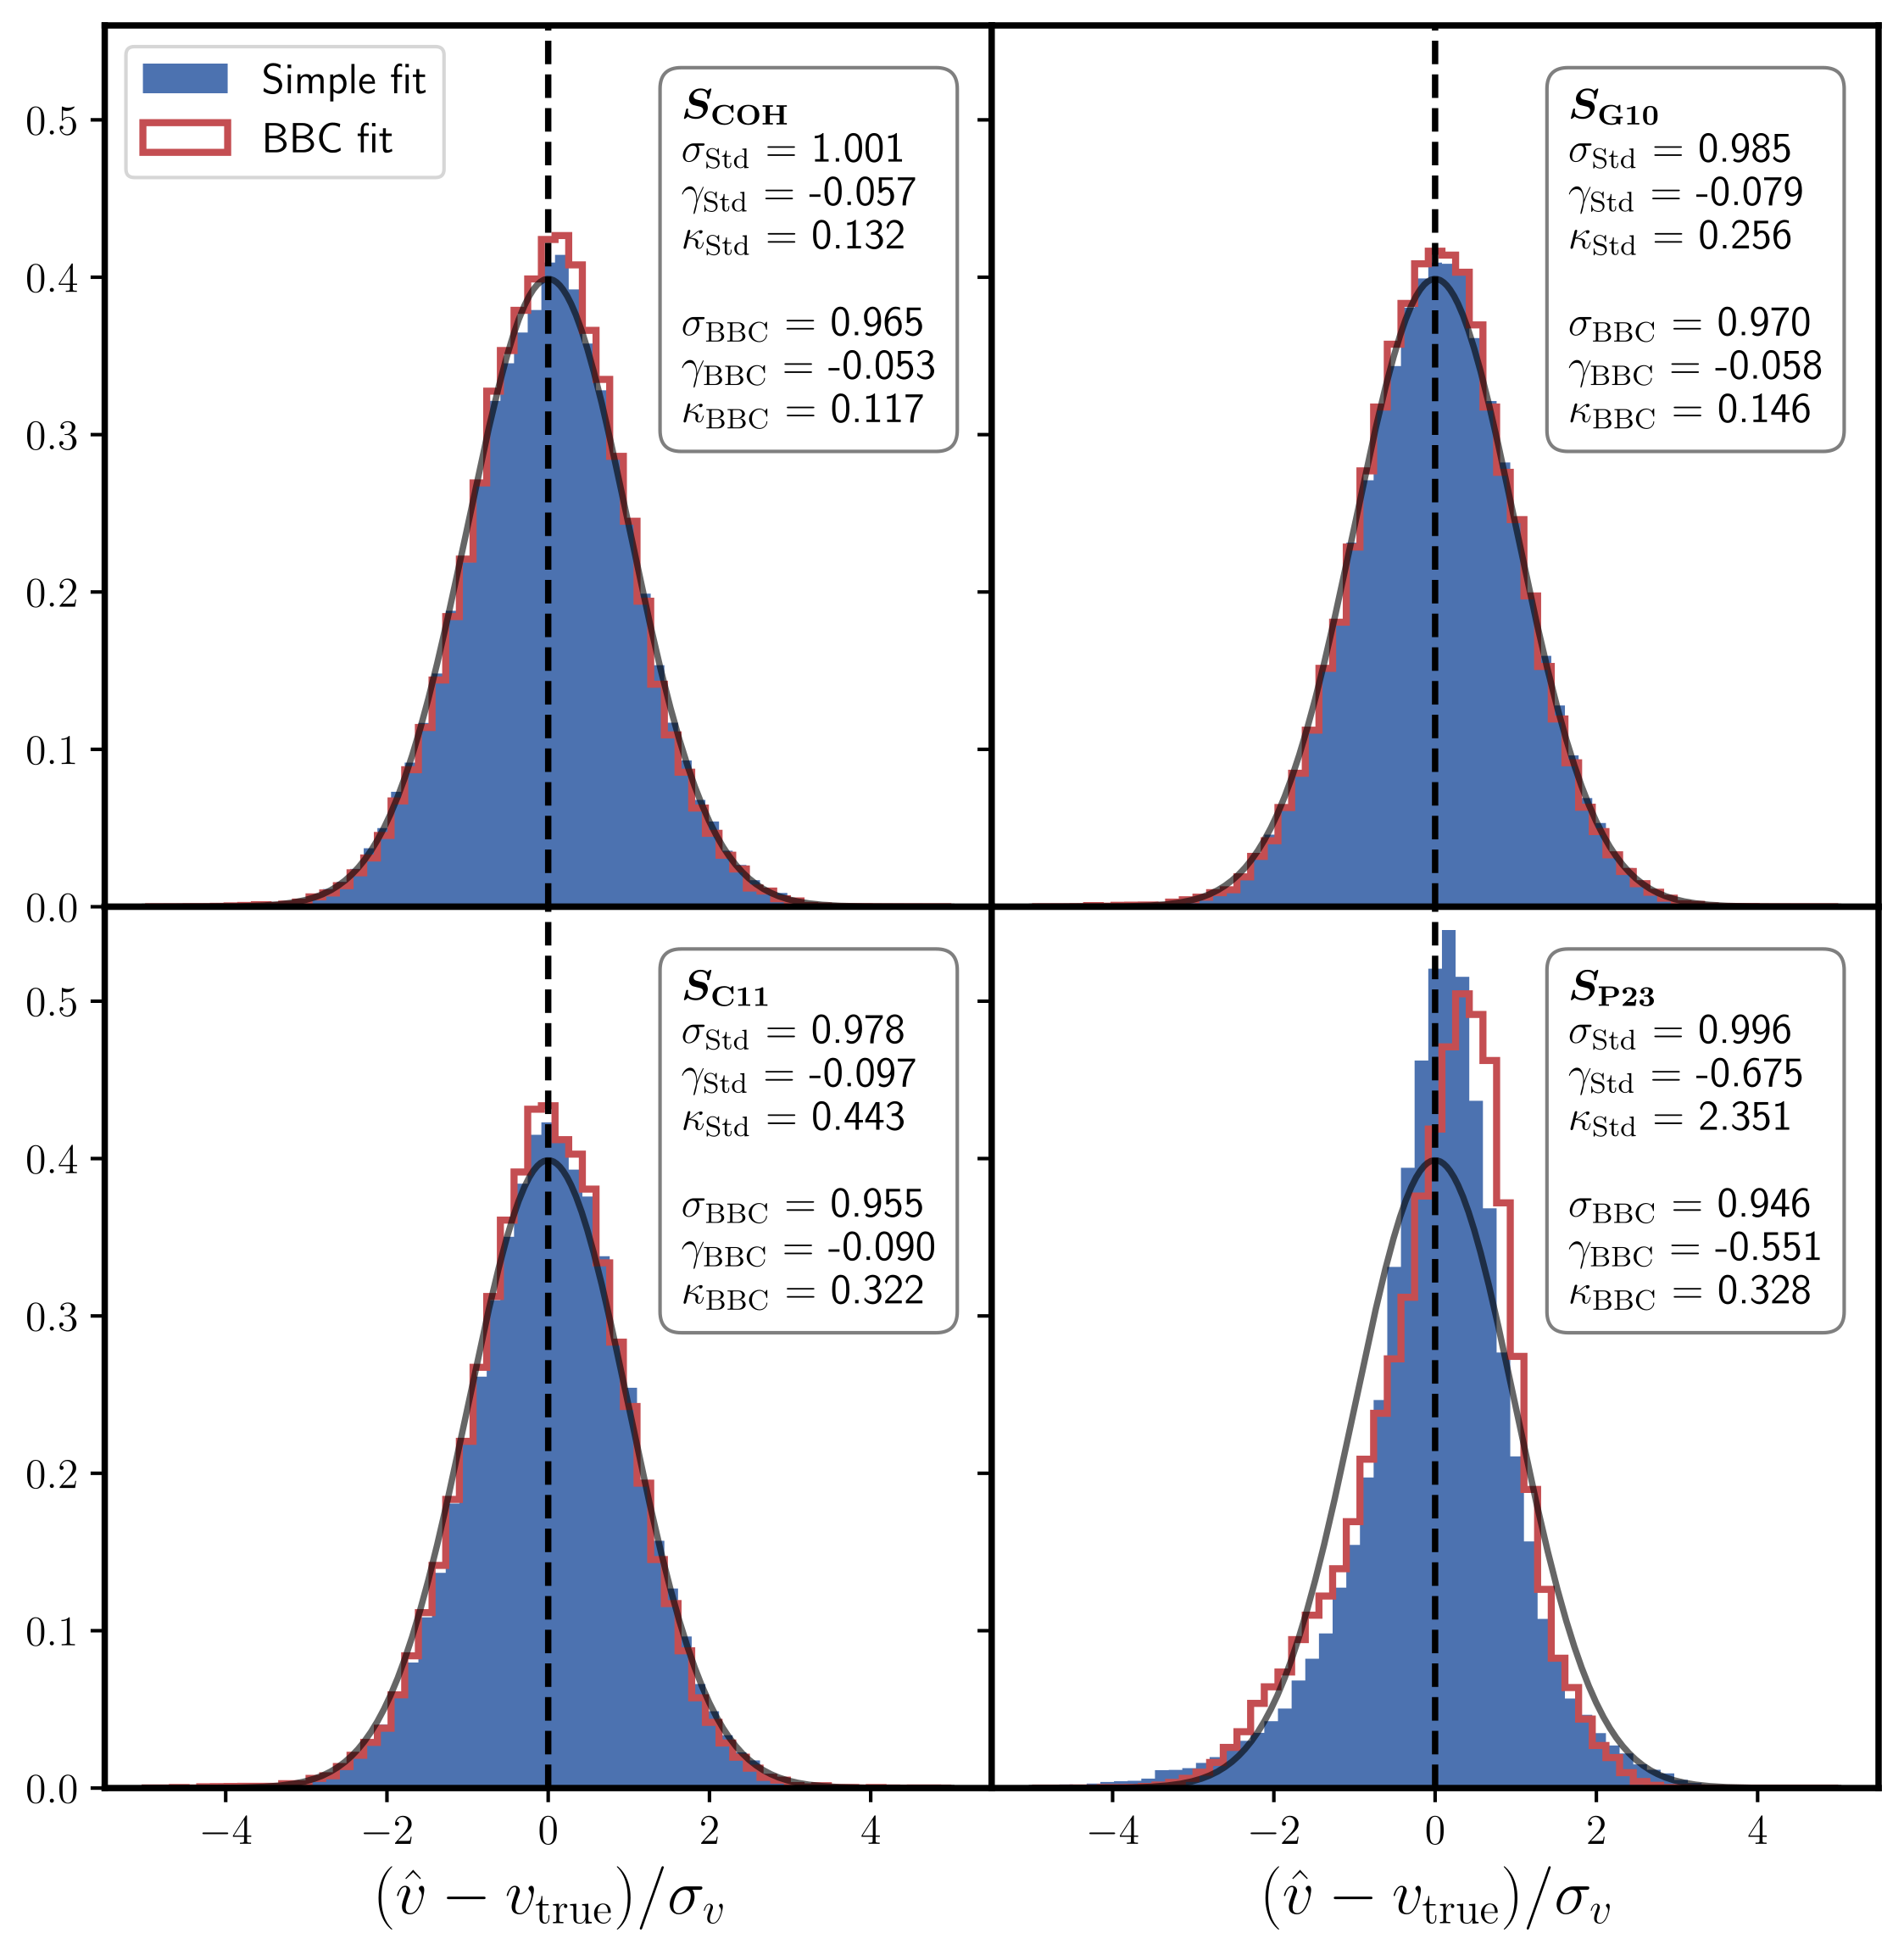 Simple fit
BBC fit
S_COH
σ_Std = 1.001
γ_Std = -0.057
κ_Std = 0.132
σ_BBC = 0.965
γ_BBC = -0.053
κ_BBC = 0.117
S_G10
σ_Std = 0.985
γ_Std = -0.079
κ_Std = 0.256
σ_BBC = 0.970
γ_BBC = -0.058
κ_BBC = 0.146
0.5
0.4
0.3
0.2
0.1
0.0
S_C11
σ_Std = 0.978
γ_Std = -0.097
κ_Std = 0.443
σ_BBC = 0.955
γ_BBC = -0.090
κ_BBC = 0.322
S_P23
σ_Std = 0.996
γ_Std = -0.675
κ_Std = 2.351
σ_BBC = 0.946
γ_BBC = -0.551
κ_BBC = 0.328
0.5
0.4
0.3
0.2
0.1
0.0
−4 −2 0 2 4
−4 −2 0 2 4
(v̂ − v_true)/σ_v
(v̂ − v_true)/σ_v